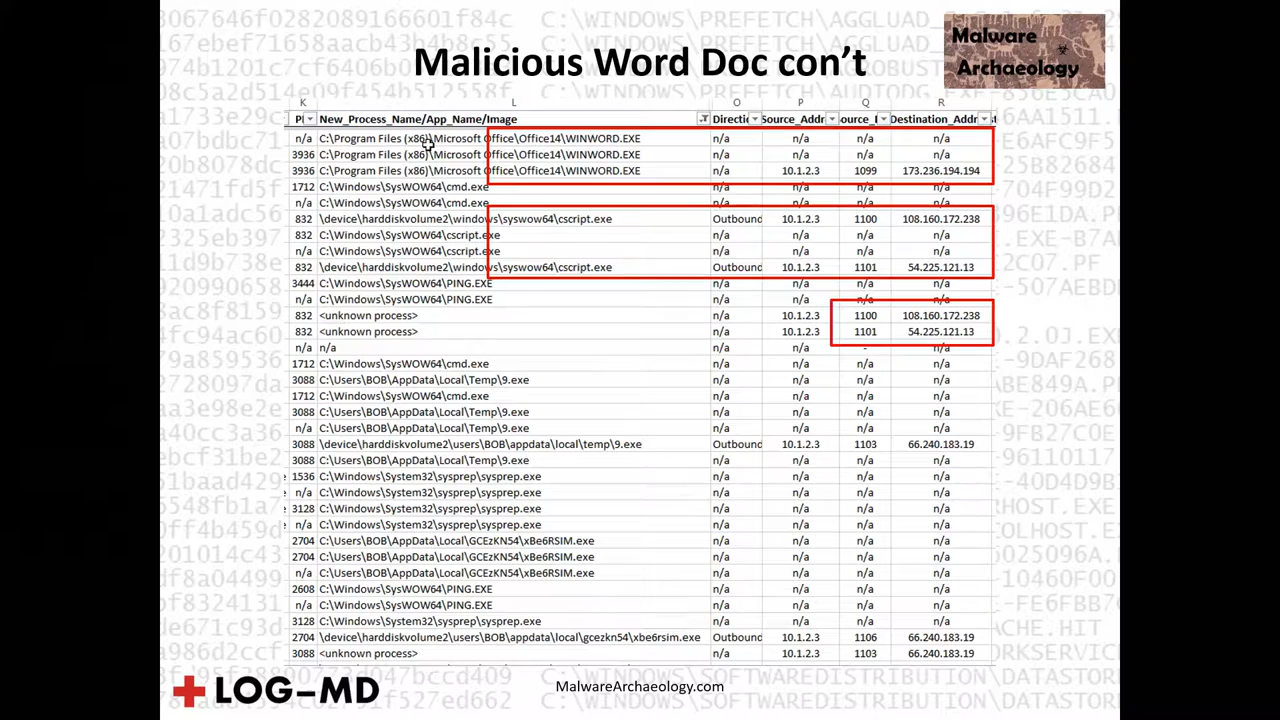 Malicious Word Doc con't
Malware
Archaeology
K L O P Q R
New_Process_Name/App_Name/Image Directi Source_Addr Destination_Addr
n/a C:\Program Files (x86)\Microsoft Office\Office14\WINWORD.EXE n/a n/a n/a n/a
3936 C:\Program Files (x86)\Microsoft Office\Office14\WINWORD.EXE n/a n/a n/a n/a
3936 C:\Program Files (x86)\Microsoft Office\Office14\WINWORD.EXE n/a 10.1.2.3 1099 173.236.194.194
1712 C:\Windows\SysWOW64\cmd.exe n/a n/a n/a n/a
n/a C:\Windows\SysWOW64\cmd.exe n/a n/a n/a n/a
832 \device\harddiskvolume2\windows\syswow64\cscript.exe Outbound 10.1.2.3 1100 108.160.172.238
832 C:\Windows\SysWOW64\cscript.exe n/a n/a n/a n/a
n/a C:\Windows\SysWOW64\cscript.exe n/a n/a n/a n/a
832 \device\harddiskvolume2\windows\syswow64\cscript.exe Outbound 10.1.2.3 1101 54.225.121.13
3444 C:\Windows\SysWOW64\PING.EXE n/a n/a n/a n/a
n/a C:\Windows\SysWOW64\PING.EXE n/a n/a n/a n/a
832 <unknown process> n/a 10.1.2.3 1100 108.160.172.238
832 <unknown process> n/a 10.1.2.3 1101 54.225.121.13
n/a n/a n/a n/a - n/a
1712 C:\Windows\SysWOW64\cmd.exe n/a n/a n/a n/a
3088 C:\Users\BOB\AppData\Local\Temp\9.exe n/a n/a n/a n/a
1712 C:\Windows\SysWOW64\cmd.exe n/a n/a n/a n/a
3088 C:\Users\BOB\AppData\Local\Temp\9.exe n/a n/a n/a n/a
n/a C:\Users\BOB\AppData\Local\Temp\9.exe n/a n/a n/a n/a
3088 \device\harddiskvolume2\users\BOB\appdata\local\temp\9.exe Outbound 10.1.2.3 1103 66.240.183.19
3088 C:\Users\BOB\AppData\Local\Temp\9.exe n/a n/a n/a n/a
1536 C:\Windows\System32\sysprep\sysprep.exe n/a n/a n/a n/a
n/a C:\Windows\System32\sysprep\sysprep.exe n/a n/a n/a n/a
3128 C:\Windows\System32\sysprep\sysprep.exe n/a n/a n/a n/a
n/a C:\Windows\System32\sysprep\sysprep.exe n/a n/a n/a n/a
2704 C:\Users\BOB\AppData\Local\GCEzKN54\xBe6RSIM.exe n/a n/a n/a n/a
2704 C:\Users\BOB\AppData\Local\GCEzKN54\xBe6RSIM.exe n/a n/a n/a n/a
n/a C:\Users\BOB\AppData\Local\GCEzKN54\xBe6RSIM.exe n/a n/a n/a n/a
2608 C:\Windows\SysWOW64\PING.EXE n/a n/a n/a n/a
n/a C:\Windows\SysWOW64\PING.EXE n/a n/a n/a n/a
3128 C:\Windows\SysWOW64\cmd.exe n/a n/a n/a n/a
2704 \device\harddiskvolume2\users\BOB\appdata\local\gcezkn54\xbe6rsim.exe Outbound 10.1.2.3 1106 66.240.183.19
3088 <unknown process> n/a 10.1.2.3 1103 66.240.183.19
LOG-MD
MalwareArchaeology.com